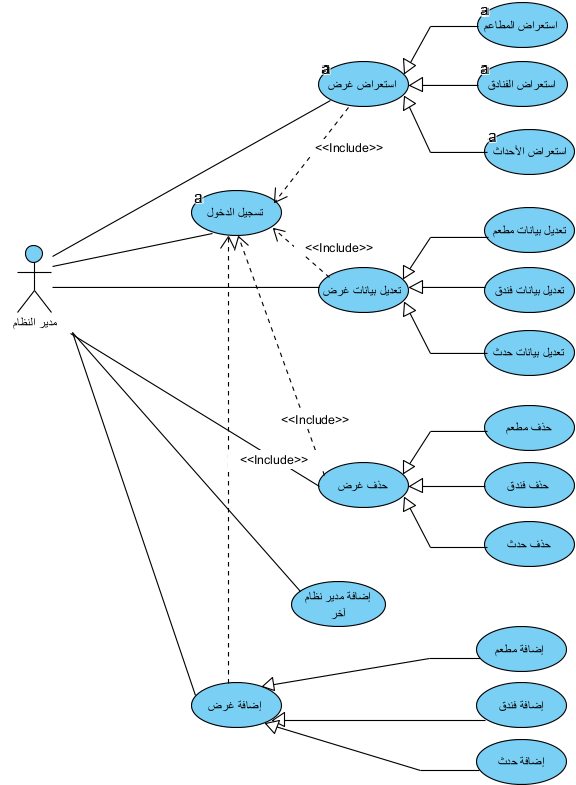 a
استعراض المطاعم
a
استعراض غرض
a
استعراض الفنادق
a
استعراض الأحداث
<<Include>>
a
تسجيل الدخول
تعديل بيانات مطعم
<<Include>>
مدير النظام
تعديل بيانات غرض
تعديل بيانات فندق
تعديل بيانات حدث
<<Include>>
حذف مطعم
<<Include>>
حذف غرض
حذف فندق
حذف حدث
إضافة مدير نظام
آخر
إضافة مطعم
إضافة غرض
إضافة فندق
إضافة حدث